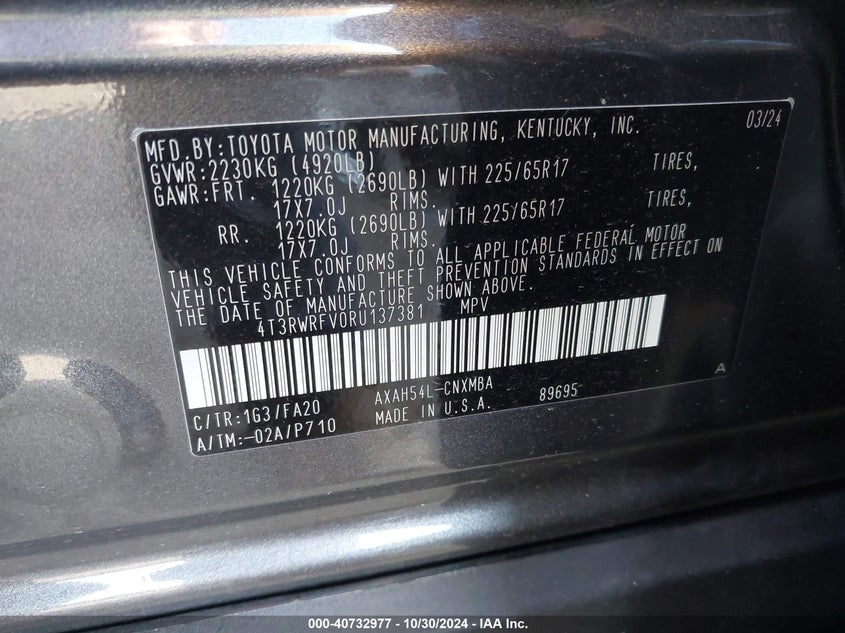 MFD.BY:TOYOTA MOTOR MANUFACTURING, KENTUCKY, INC. 03/24
GVWR:2230KG (4920LB)
GAWR:FRT. 1220KG (2690LB) WITH 225/65R17 TIRES,
17X7.0J RIMS.
RR. 1220KG (2690LB) WITH 225/65R17 TIRES,
17X7.0J RIMS.
THIS VEHICLE CONFORMS TO ALL APPLICABLE FEDERAL MOTOR
VEHICLE SAFETY AND THEFT PREVENTION STANDARDS IN EFFECT ON
THE DATE OF MANUFACTURE SHOWN ABOVE.
4T3RWRFV0RU137381 MPV
C/TR:1G3/FA20 AXAH54L-CNXMBA A
A/TM:-02A/P710 MADE IN U.S.A. 89695
000-40732977 - 10/30/2024 - IAA Inc.